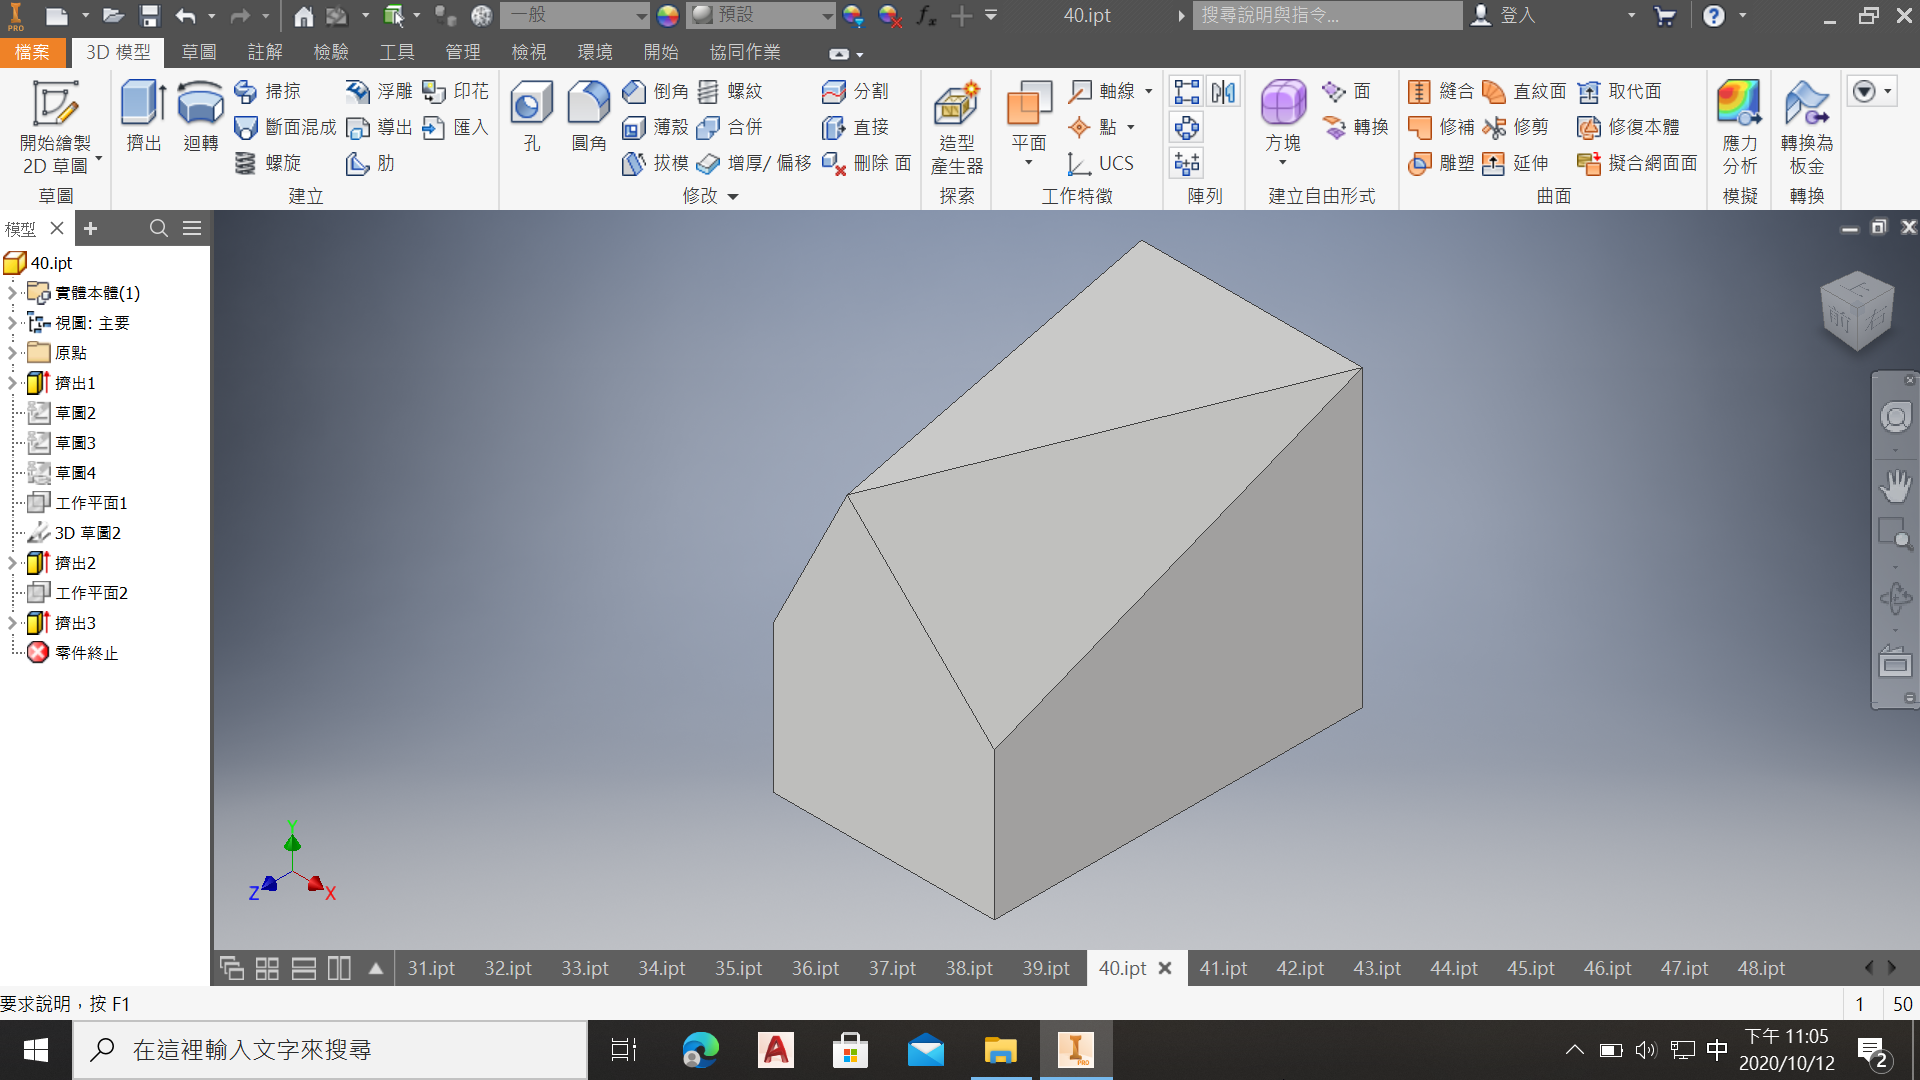 PRO 一般 預設 fx 40.ipt 搜尋說明與指令... 登入
檔案 3D 模型 草圖 註解 檢驗 工具 管理 檢視 環境 開始 協同作業
開始繪製
2D 草圖
草圖
擠出 迴轉 掃掠 浮雕 印花
斷面混成 導出 匯入
螺旋 肋
建立
孔 圓角 倒角 螺紋 分割
薄殼 合併 直接
拔模 增厚/ 偏移 刪除 面
修改
造型
產生器
探索
平面 軸線
點
UCS
工作特徵
陣列
方塊 面
轉換
建立自由形式
縫合 直紋面 取代面
修補 修剪 修復本體
雕塑 延伸 擬合網面面
曲面
應力
分析
模擬
轉換為
板金
轉換
模型
40.ipt
實體本體(1)
視圖: 主要
原點
擠出1
草圖2
草圖3
草圖4
工作平面1
3D 草圖2
擠出2
工作平面2
擠出3
零件終止
上
前 右
Y
Z X
31.ipt 32.ipt 33.ipt 34.ipt 35.ipt 36.ipt 37.ipt 38.ipt 39.ipt 40.ipt 41.ipt 42.ipt 43.ipt 44.ipt 45.ipt 46.ipt 47.ipt 48.ipt
要求說明，按 F1 1 50
在這裡輸入文字來搜尋
中 下午 11:05
2020/10/12
2